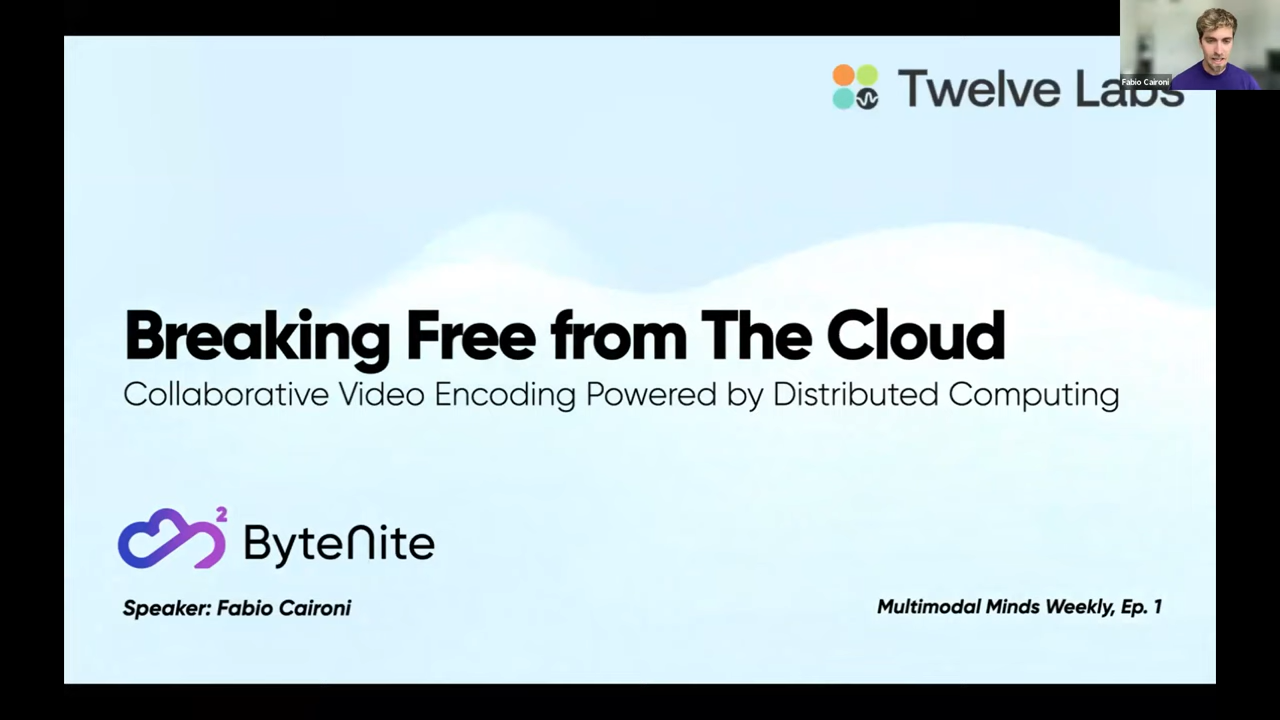 Twelve Labs
Fabio Caironi
Breaking Free from The Cloud
Collaborative Video Encoding Powered by Distributed Computing
2
ByteNite
Speaker: Fabio Caironi
Multimodal Minds Weekly, Ep. 1